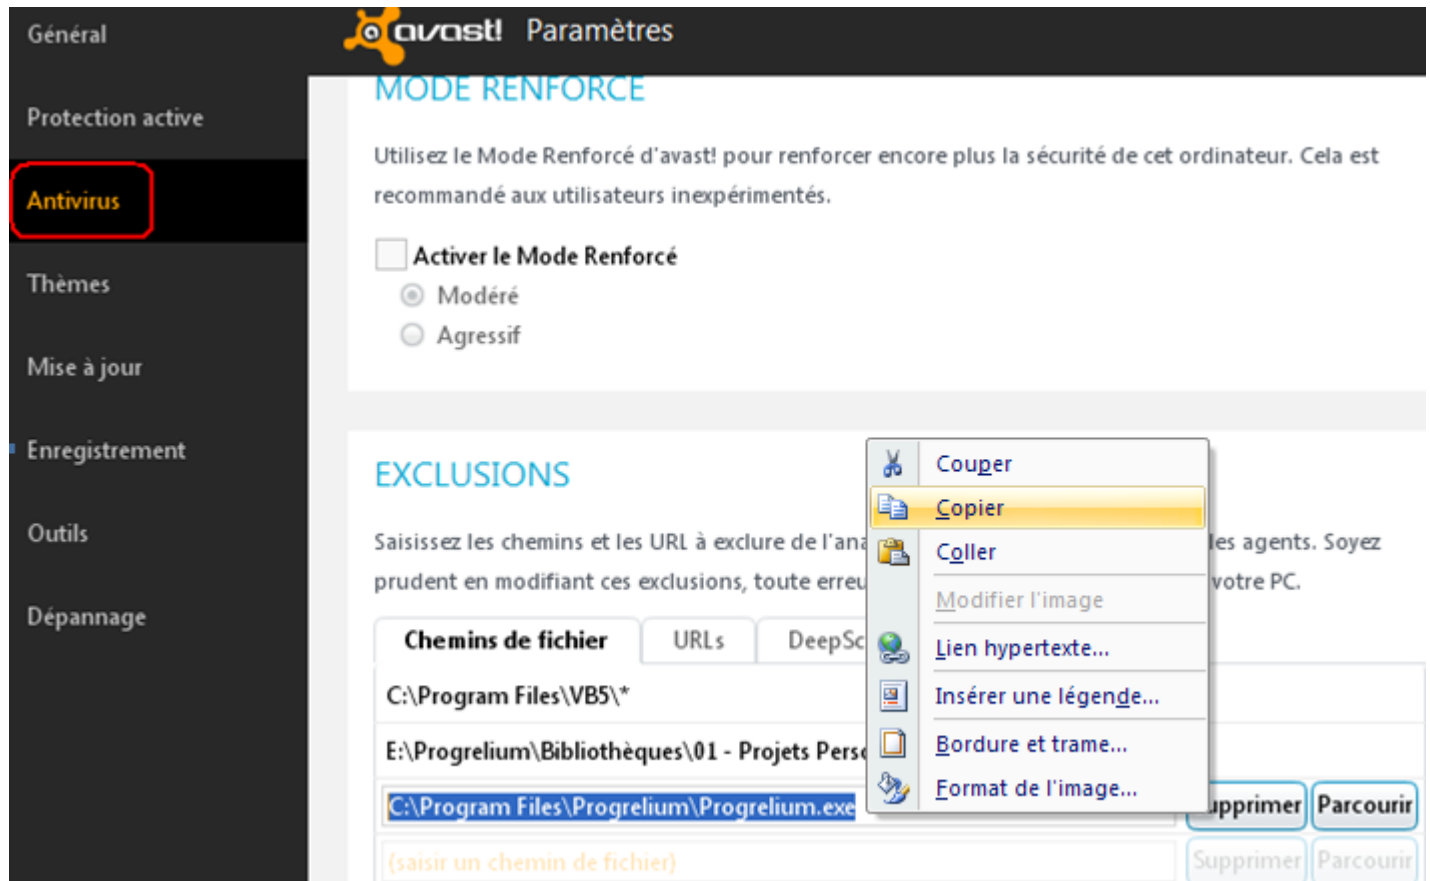 Général
Protection active
Antivirus
Thèmes
Mise à jour
Enregistrement
Outils
Dépannage
avast! Paramètres
MODE RENFORCE
Utilisez le Mode Renforcé d'avast! pour renforcer encore plus la sécurité de cet ordinateur. Cela est
recommandé aux utilisateurs inexpérimentés.
Activer le Mode Renforcé
Modéré
Agressif
EXCLUSIONS
Saisissez les chemins et les URL à exclure de l'ana les agents. Soyez
prudent en modifiant ces exclusions, toute erreu votre PC.
Chemins de fichier URLs DeepSc
C:\Program Files\VB5\*
E:\Progrelium\Bibliothèques\01 - Projets Perso
C:\Program Files\Progrelium\Progrelium.exe upprimer Parcourir
(saisir un chemin de fichier) Supprimer Parcourir
Couper
Copier
Coller
Modifier l'image
Lien hypertexte...
Insérer une légende...
Bordure et trame...
Format de l'image...